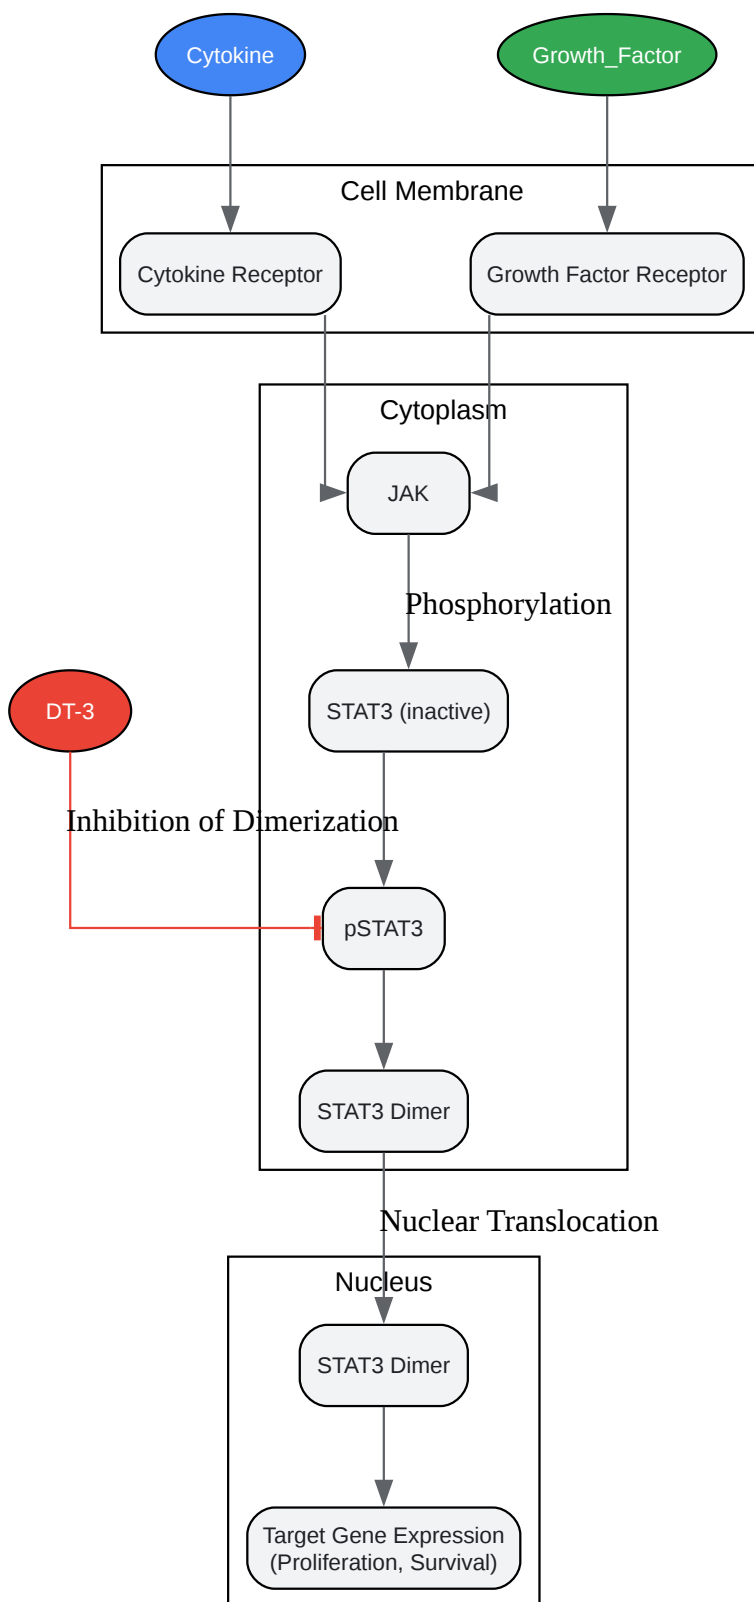 Cytokine
Growth_Factor
Cell Membrane
Cytokine Receptor
Growth Factor Receptor
Cytoplasm
JAK
Phosphorylation
DT-3
STAT3 (inactive)
Inhibition of Dimerization
pSTAT3
STAT3 Dimer
Nuclear Translocation
Nucleus
STAT3 Dimer
Target Gene Expression
(Proliferation, Survival)